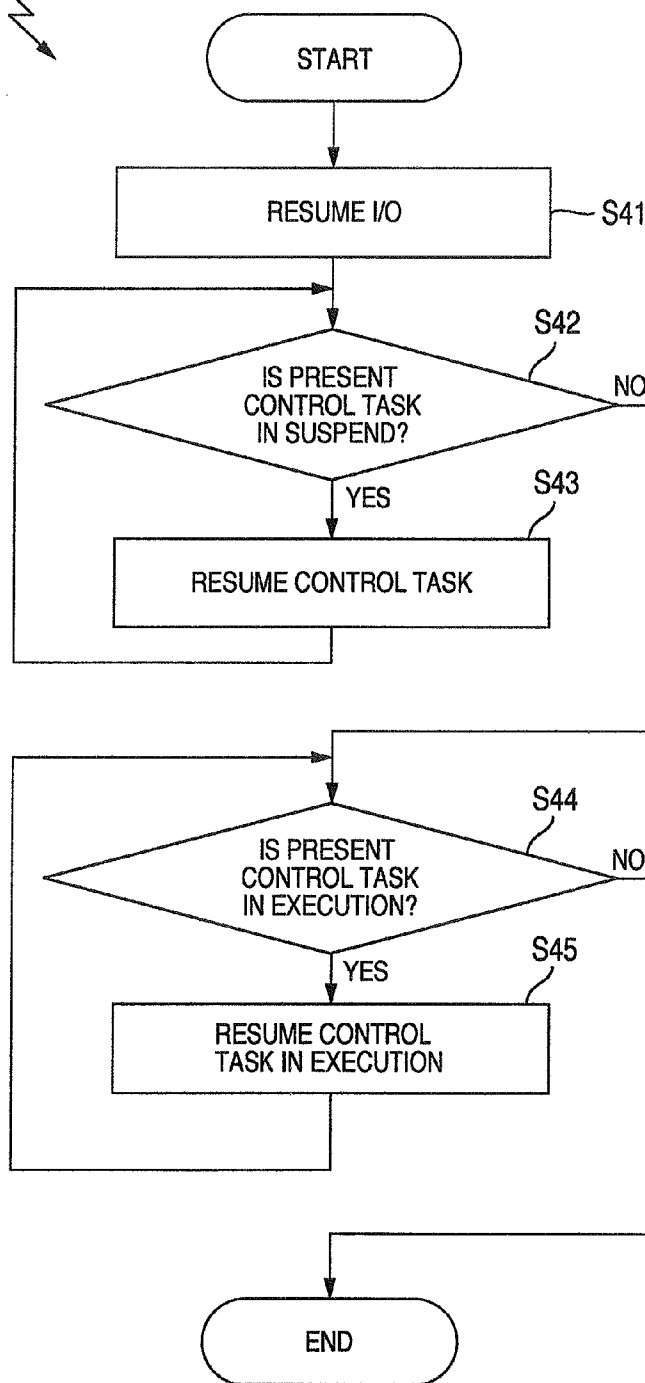 START
RESUME I/O
S41
S42
IS PRESENT
CONTROL TASK
IN SUSPEND?
NO
YES
S43
RESUME CONTROL TASK
S44
IS PRESENT
CONTROL TASK
IN EXECUTION?
NO
YES
S45
RESUME CONTROL
TASK IN EXECUTION
END